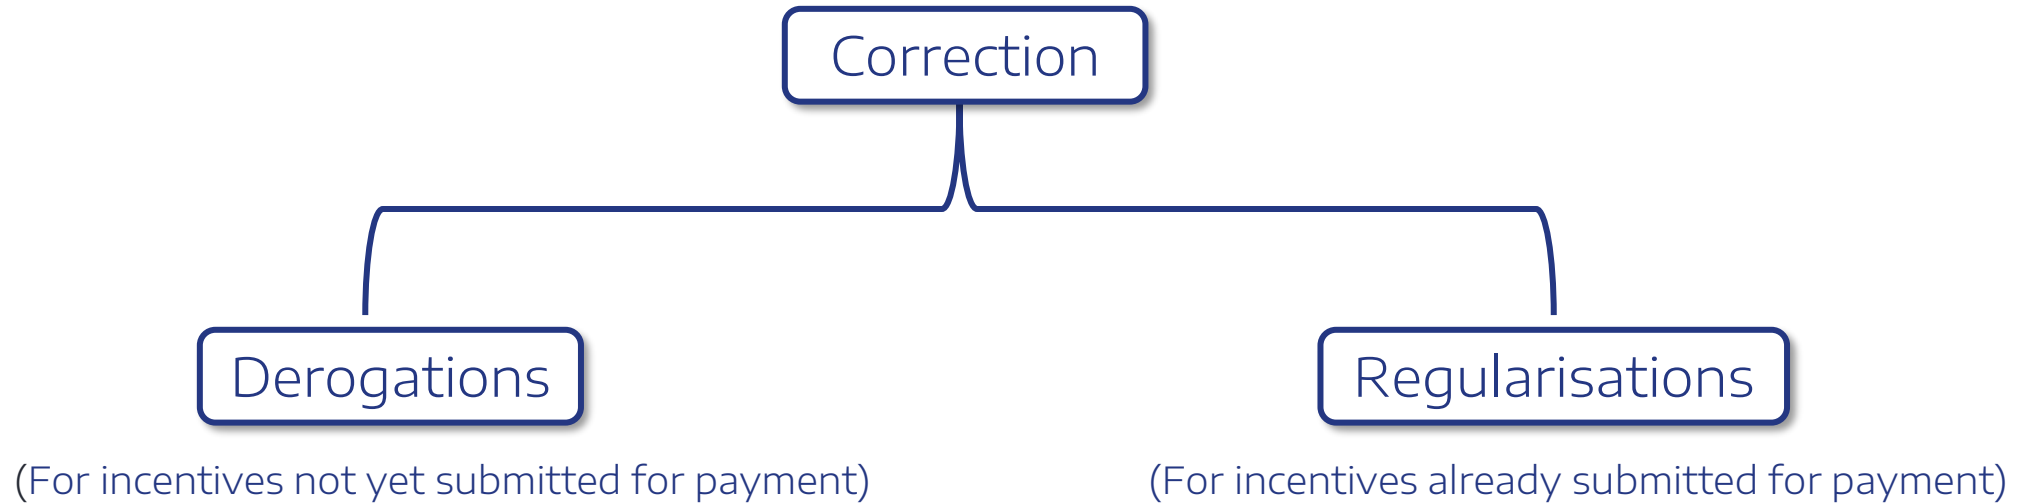 Correction
Derogations
Regularisations
(For incentives not yet submitted for payment)
(For incentives already submitted for payment)